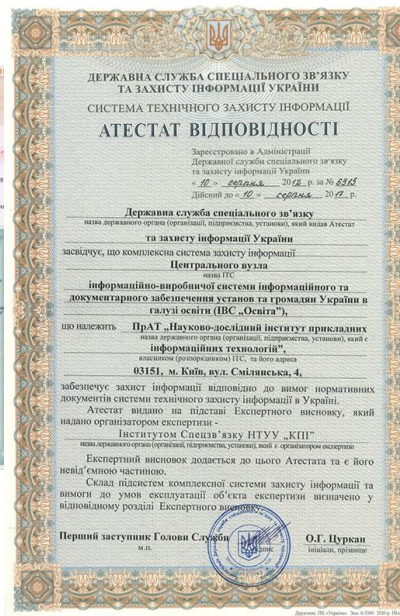 ДЕРЖАВНА СЛУЖБА СПЕЦІАЛЬНОГО ЗВ’ЯЗКУ
ТА ЗАХИСТУ ІНФОРМАЦІЇ УКРАЇНИ
СИСТЕМА ТЕХНІЧНОГО ЗАХИСТУ ІНФОРМАЦІЇ
АТЕСТАТ ВІДПОВІДНОСТІ
Зареєстровано в Адміністрації
Державної служби спеціального зв'язку
та захисту інформації України
« 10 » серпня 2012 р. за №
Дійсний до « 10 » серпня 2017 р.
Державна служба спеціального зв’язку
назва державного органа (організації, підприємства, установи), який видав Атестат
та захисту інформації України
засвідчує, що комплексна система захисту інформації
Центрального вузла
назва ІТС
інформаційно-виробничої системи інформаційного та
документарного забезпечення установ та громадян України в
галузі освіти (ІВС „Освіта”),
що належить ПрАТ „Науково-дослідний інститут прикладних
назва державного органа (організації, підприємства, установи), який є
інформаційних технологій”,
власником (розпорядником) ІТС, та його адреса
03151, м. Київ, вул. Смілянська, 4,
забезпечує захист інформації відповідно до вимог нормативних
документів системи технічного захисту інформації в Україні.
Атестат видано на підставі Експертного висновку, який
надано організатором експертизи -
Інститутом Спецзв’язку НТУУ „КПІ”
назва державного органа (організації, підприємства, установи), який є організатором експертизи
Експертний висновок додається до цього Атестата та є його
невід’ємною частиною.
Склад підсистем комплексної системи захисту інформації та
вимоги до умов експлуатації об’єкта експертизи визначено у
відповідному розділі Експертного висновку.
Перший заступник Голови Служби О.Г. Цуркан
м.п. підпис ініціали, прізвище